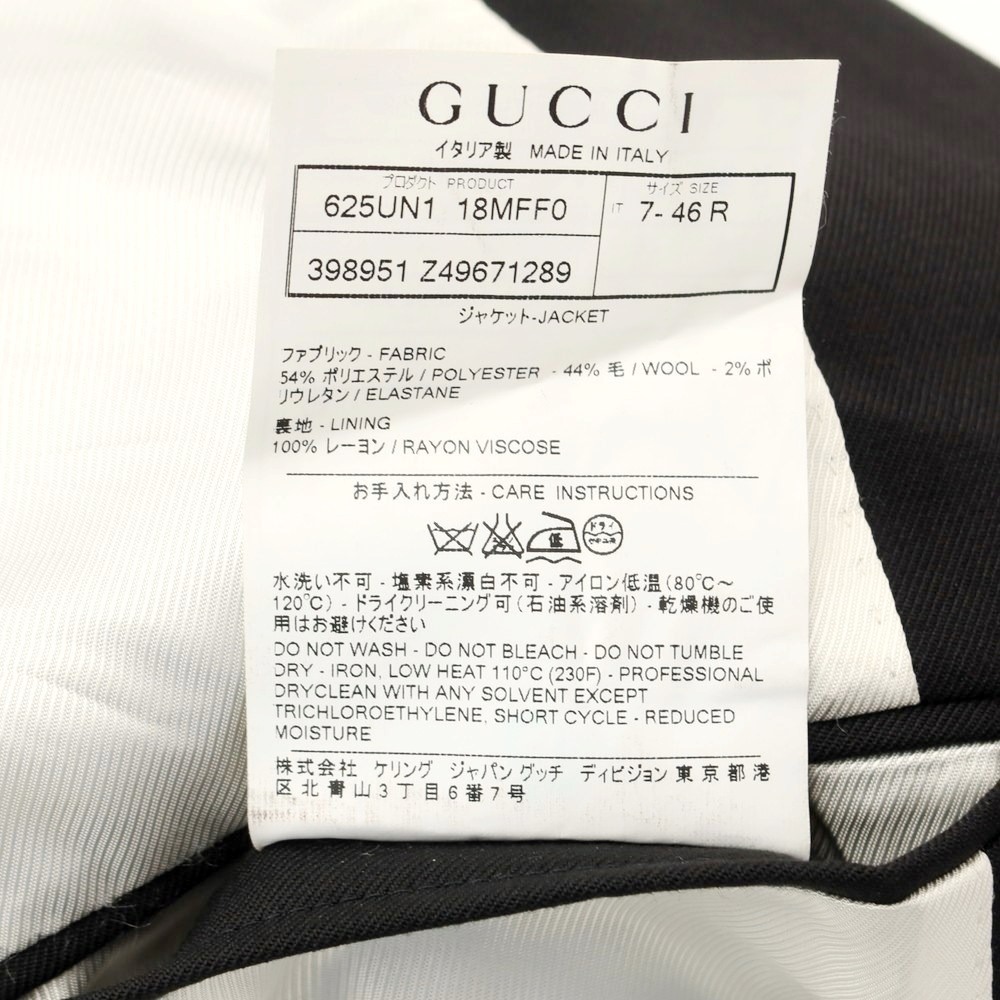 GUCCI
イタリア製 MADE IN ITALY
プロダクト PRODUCT
サイズ SIZE
625UN1 18MFF0
IT 7- 46 R
398951 Z49671289
ジャケット-JACKET
ファブリック - FABRIC
54% ポリエステル / POLYESTER - 44% 毛 / WOOL - 2% ポ
リウレタン / ELASTANE
裏地 - LINING
100% レーヨン / RAYON VISCOSE
お手入れ方法 - CARE INSTRUCTIONS
低 ドライ セキユ系
水洗い不可 - 塩素系漂白不可 - アイロン低温 (80℃～
120℃) - ドライクリーニング可 (石油系溶剤) - 乾燥機のご使
用はお避けください
DO NOT WASH - DO NOT BLEACH - DO NOT TUMBLE
DRY - IRON, LOW HEAT 110°C (230F) - PROFESSIONAL
DRYCLEAN WITH ANY SOLVENT EXCEPT
TRICHLOROETHYLENE, SHORT CYCLE - REDUCED
MOISTURE
株式会社 ケリング ジャパン グッチ ディビジョン 東京都港
区北青山3丁目6番7号